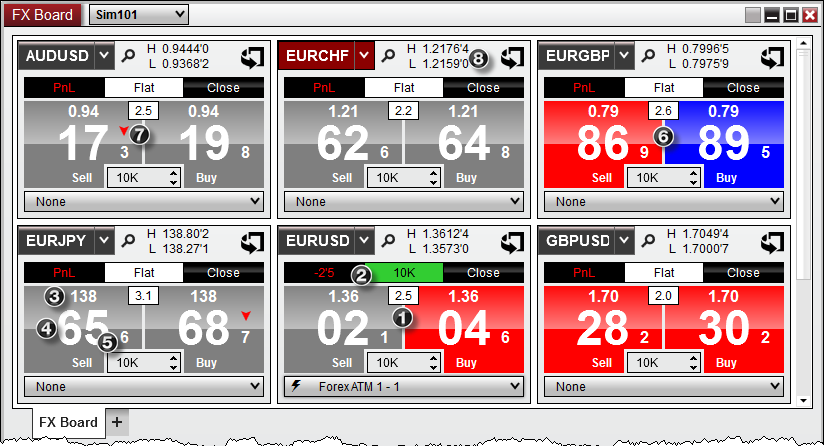 FX Board Sim101
AUDUSD H 0.9444'0
L 0.9368'2
PnL Flat Close
0.94 2.5 0.94
17 3 7 19 8
Sell 10K Buy
None
EURCHF H 1.2176'4
L 1.2159'0 8
PnL Flat Close
1.21 2.2 1.21
62 6 64 8
Sell 10K Buy
None
EURGBP H 0.7996'5
L 0.7975'9
PnL Flat Close
0.79 2.6 0.79
86 9 6 89 5
Sell 10K Buy
None
EURJPY H 138.80'2
L 138.27'1
PnL Flat Close
3 138 3.1 138
4 65 6 68 7
5
Sell 10K Buy
None
EURUSD H 1.3612'4
L 1.3573'0
-2'5 2 10K Close
1.36 2.5 1.36
1
02 1 04 6
Sell 10K Buy
Forex ATM 1 - 1
GBPUSD H 1.7049'4
L 1.7000'7
PnL Flat Close
1.70 2.0 1.70
28 2 30 2
Sell 10K Buy
None
FX Board +